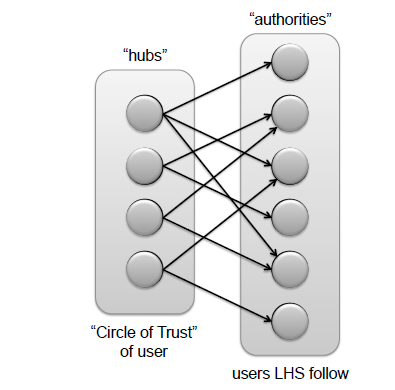 “authorities”
“hubs”
“Circle of Trust”
of user
users LHS follow